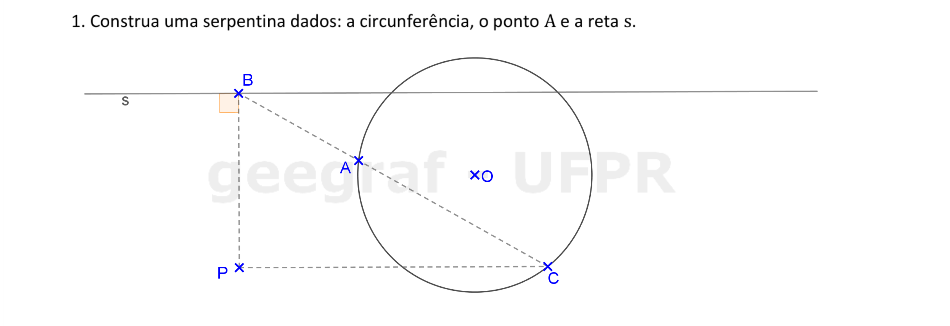 1. Construa uma serpentina dados: a circunferência, o ponto A e a reta s.
B
s
geegraf UFPR
A
O
P
C